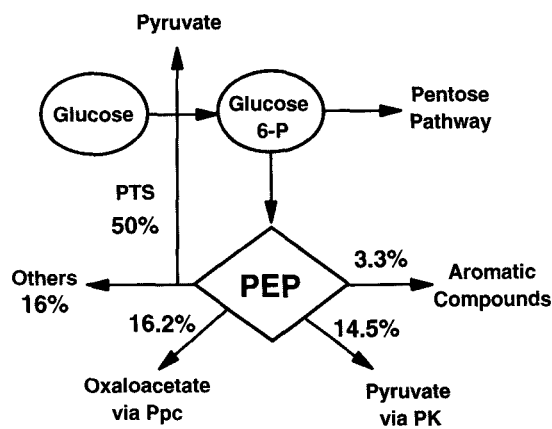 Pyruvate
Glucose
Glucose
6-P
Pentose
Pathway
PTS
50%
3.3%
Others
16%
PEP
Aromatic
Compounds
16.2%
14.5%
Oxaloacetate
via Ppc
Pyruvate
via PK